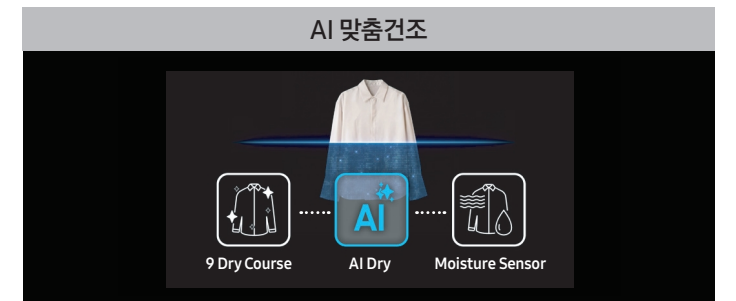 AI 맞춤건조
AI
9 Dry Course
AI Dry
Moisture Sensor